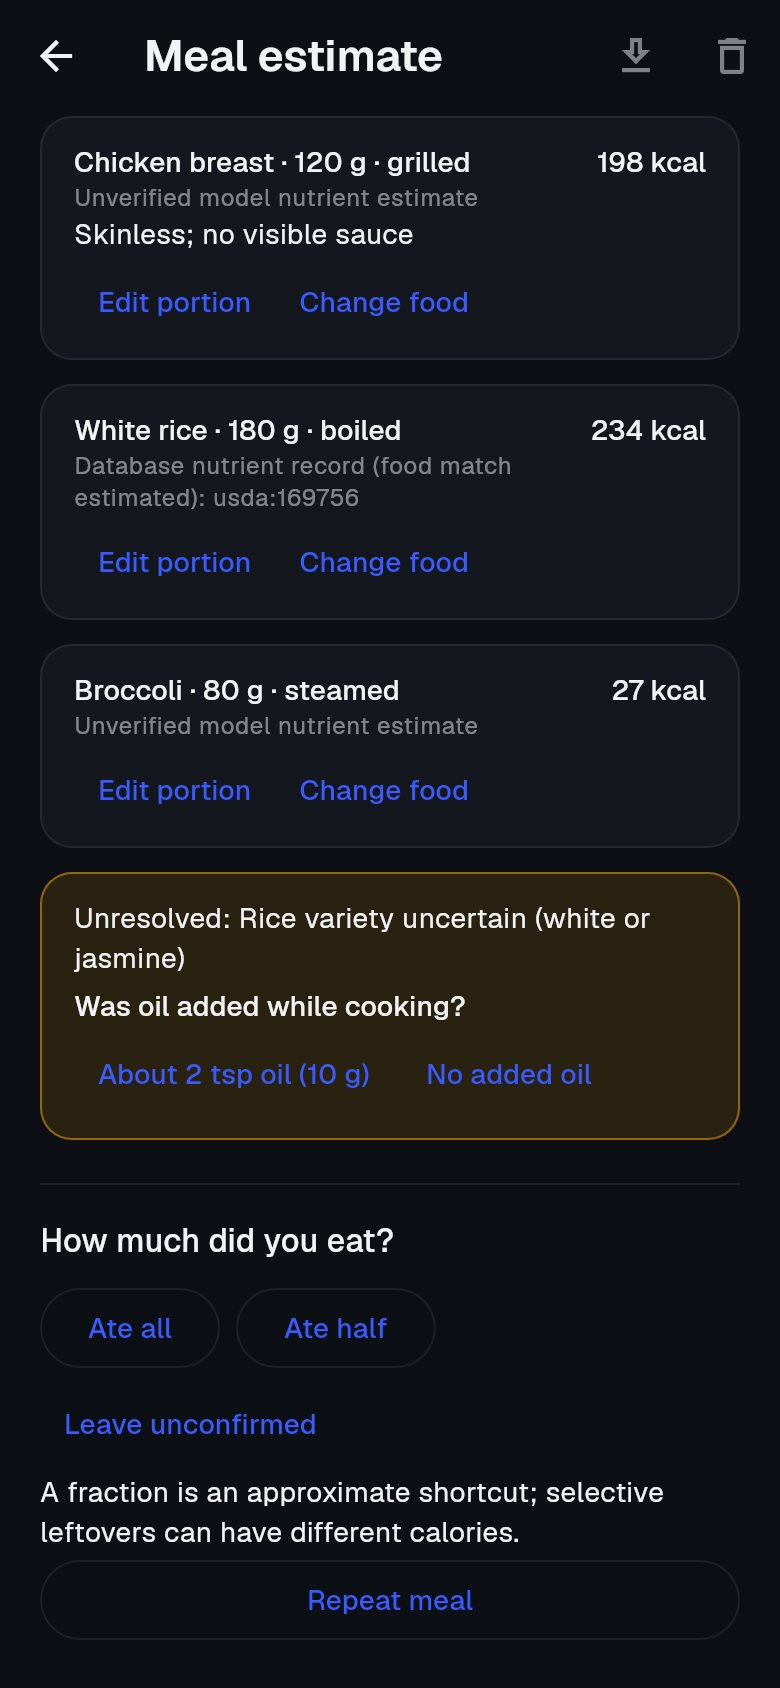 Meal estimate
Chicken breast · 120 g · grilled 198 kcal
Unverified model nutrient estimate
Skinless; no visible sauce
Edit portion Change food
White rice · 180 g · boiled 234 kcal
Database nutrient record (food match
estimated): usda:169756
Edit portion Change food
Broccoli · 80 g · steamed 27 kcal
Unverified model nutrient estimate
Edit portion Change food
Unresolved: Rice variety uncertain (white or
jasmine)
Was oil added while cooking?
About 2 tsp oil (10 g) No added oil
How much did you eat?
Ate all Ate half
Leave unconfirmed
A fraction is an approximate shortcut; selective
leftovers can have different calories.
Repeat meal